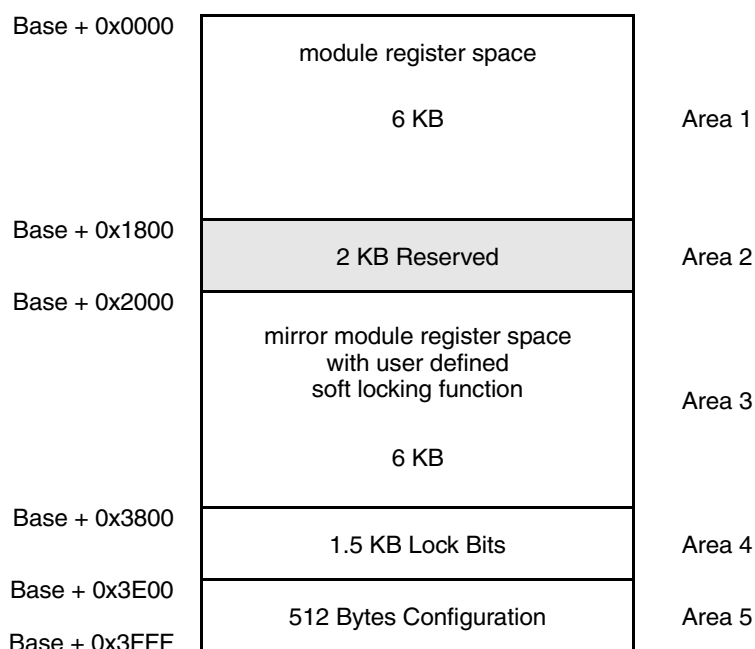 Base + 0x0000
module register space
6 KB
Area 1
Base + 0x1800
2 KB Reserved
Area 2
Base + 0x2000
mirror module register space
with user defined
soft locking function
Area 3
6 KB
Base + 0x3800
1.5 KB Lock Bits
Area 4
Base + 0x3E00
512 Bytes Configuration
Area 5
Base + 0x3FFF